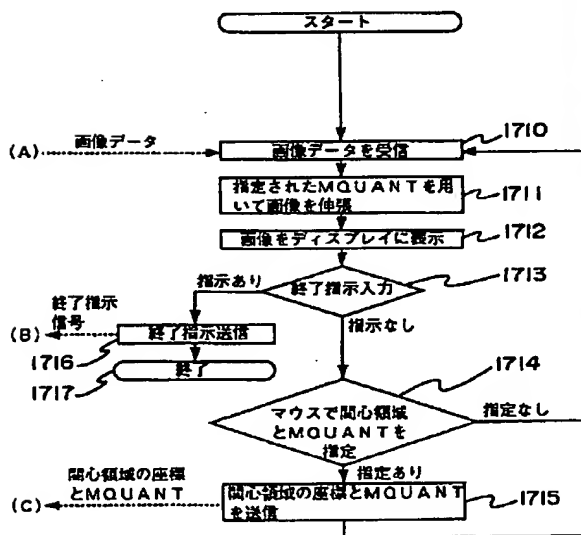 スタート
画像データ
(A)
画像データを受信
1710
指定されたMQUANTを用
いて画像を伸張
1711
画像をディスプレイに表示
1712
終了指示入力
1713
指示あり
指示なし
終了指示
信号
(B)
終了指示送信
1716
終了
1717
マウスで関心領域
とMQUANTを
指定
1714
指定なし
指定あり
関心領域の座標
とMQUANT
(C)
関心領域の座標とMQUANT
を送信
1715